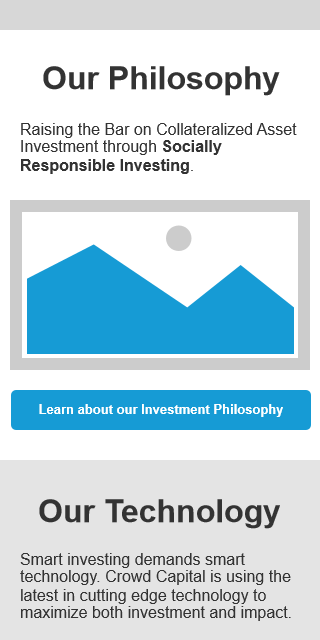 Our Philosophy
Raising the Bar on Collateralized Asset
Investment through Socially
Responsible Investing.
Learn about our Investment Philosophy
Our Technology
Smart investing demands smart
technology. Crowd Capital is using the
latest in cutting edge technology to
maximize both investment and impact.